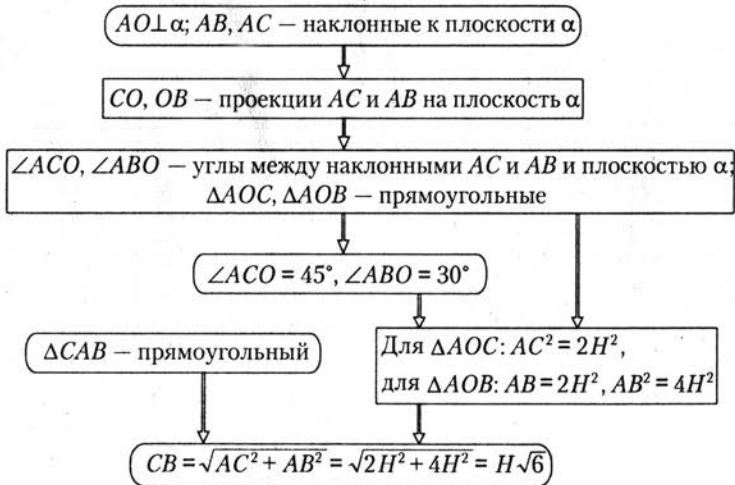 AO⊥α; AB, AC — наклонные к плоскости α
CO, OB — проекции AC и AB на плоскость α
∠ACO, ∠ABO — углы между наклонными AC и AB и плоскостью α;
ΔAOC, ΔAOB — прямоугольные
∠ACO = 45°, ∠ABO = 30°
ΔCAB — прямоугольный
Для ΔAOC: AC² = 2H²,
для ΔAOB: AB = 2H², AB² = 4H²
CB = √AC² + AB² = √2H² + 4H² = H√6